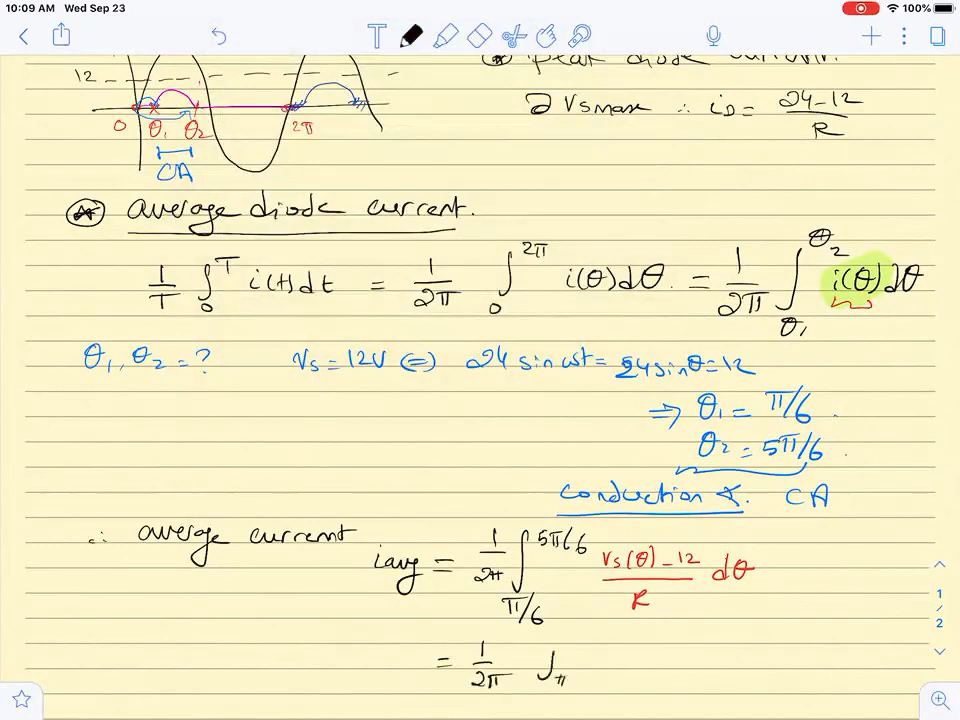 10:09 AM Wed Sep 23
100%
T
12
peak diode current.
@ Vsmax ∴ iD = (24-12)/R
0 θ1 θ2 2π
CA
average diode current.
1/T ∫0^T i(t)dt = 1/2π ∫0^2π i(θ)dθ. = 1/2π ∫θ1^θ2 i(θ)dθ
θ1, θ2 = ? Vs = 12V (=) 24 sin ωt = 24 sinθ = 12
⇒ θ1 = π/6.
θ2 = 5π/6.
Conduction ∡. CA
∴ average current
iavg = 1/2π ∫π/6^5π/6 (Vs(θ) - 12)/R dθ
= 1/2π ∫π
1
/
2